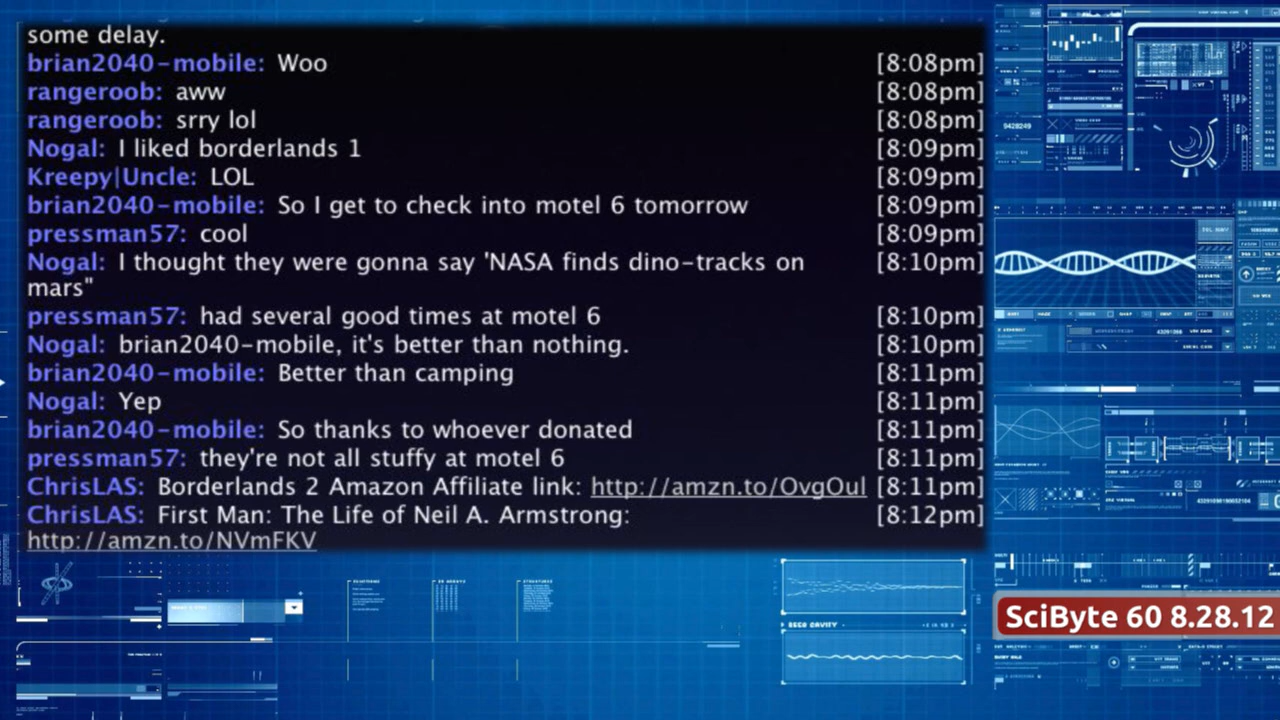 some delay.
brian2040-mobile: Woo [8:08pm]
rangeroob: aww [8:08pm]
rangeroob: srry lol [8:08pm]
Nogal: I liked borderlands 1 [8:09pm]
Kreepy|Uncle: LOL [8:09pm]
brian2040-mobile: So I get to check into motel 6 tomorrow [8:09pm]
pressman57: cool [8:09pm]
Nogal: I thought they were gonna say 'NASA finds dino-tracks on [8:10pm]
mars"
pressman57: had several good times at motel 6 [8:10pm]
Nogal: brian2040-mobile, it's better than nothing. [8:10pm]
brian2040-mobile: Better than camping [8:11pm]
Nogal: Yep [8:11pm]
brian2040-mobile: So thanks to whoever donated [8:11pm]
pressman57: they're not all stuffy at motel 6 [8:11pm]
ChrisLAS: Borderlands 2 Amazon Affiliate link: http://amzn.to/OvgOul [8:11pm]
ChrisLAS: First Man: The Life of Neil A. Armstrong: [8:12pm]
http://amzn.to/NVmFKV
9428249
SciByte 60 8.28.12